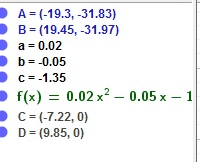 A = (-19.3, -31.83)
B = (19.45, -31.97)
a = 0.02
b = -0.05
c = -1.35
f(x) = 0.02 x² − 0.05 x − 1
C = (-7.22, 0)
D = (9.85, 0)